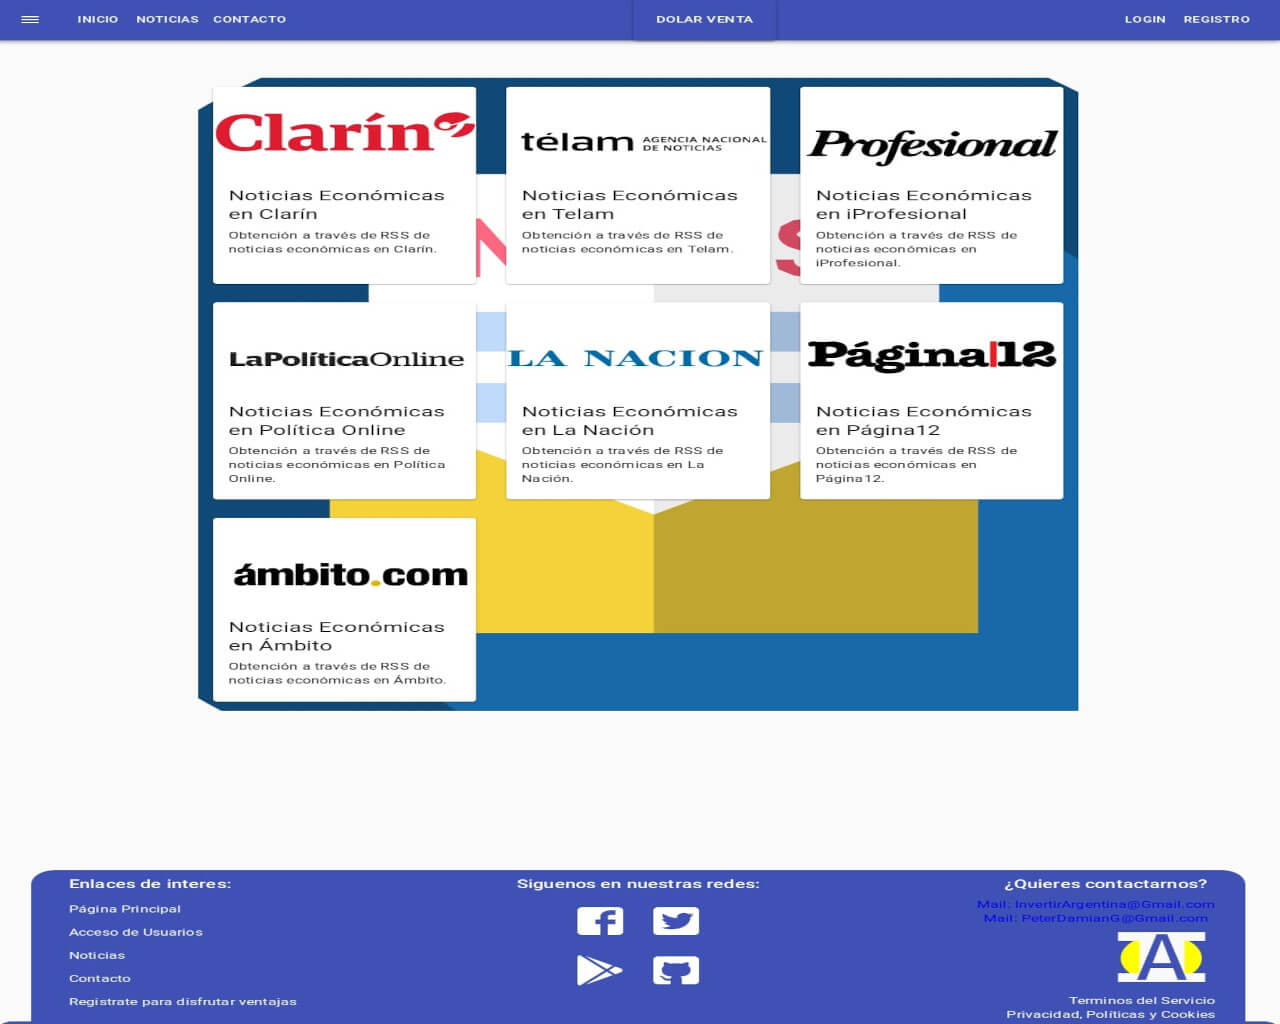 INICIO NOTICIAS CONTACTO DOLAR VENTA LOGIN REGISTRO
Clarín
Noticias Económicas
en Clarín
Obtención a través de RSS de
noticias económicas en Clarín.
télam AGENCIA NACIONAL
DE NOTICIAS
Noticias Económicas
en Telam
Obtención a través de RSS de
noticias económicas en Telam.
Profesional
Noticias Económicas
en iProfesional
Obtención a través de RSS de
noticias económicas en
iProfesional.
N
S
LaPolíticaOnline
Noticias Económicas
en Política Online
Obtención a través de RSS de
noticias económicas en Política
Online.
LA NACION
Noticias Económicas
en La Nación
Obtención a través de RSS de
noticias económicas en La
Nación.
Página|12
Noticias Económicas
en Página12
Obtención a través de RSS de
noticias económicas en
Página12.
ámbito.com
Noticias Económicas
en Ámbito
Obtención a través de RSS de
noticias económicas en Ámbito.
Enlaces de interes:
Página Principal
Acceso de Usuarios
Noticias
Contacto
Registrate para disfrutar ventajas
Siguenos en nuestras redes:
¿Quieres contactarnos?
Mail: InvertirArgentina@Gmail.com
Mail: PeterDamianG@Gmail.com
A
Terminos del Servicio
Privacidad, Políticas y Cookies